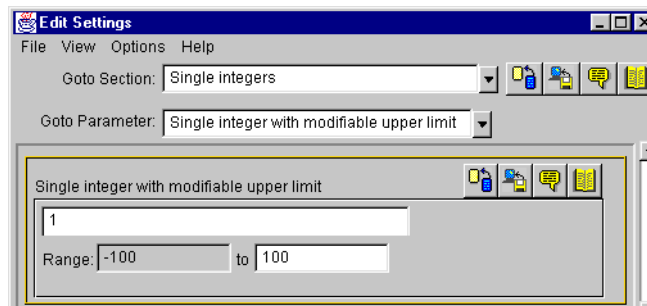 Edit Settings
File View Options Help
Goto Section: Single integers
Goto Parameter: Single integer with modifiable upper limit
Single integer with modifiable upper limit
1
Range: -100 to 100